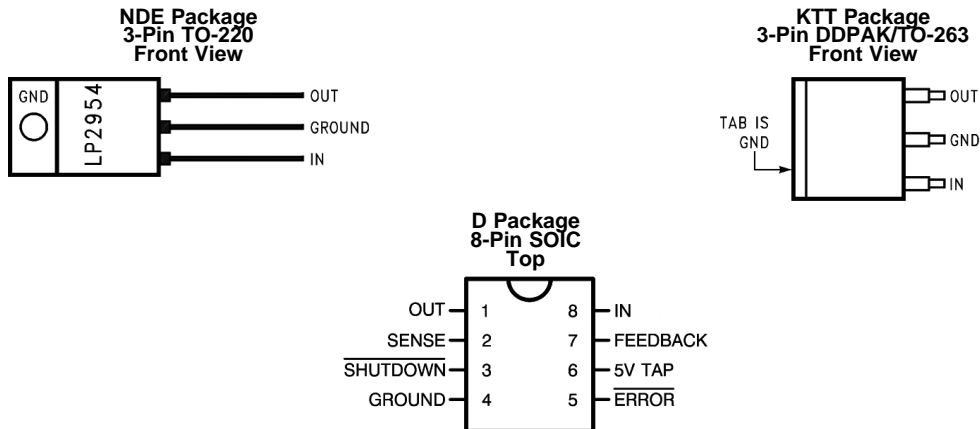 NDE Package
3-Pin TO-220
Front View
GND
LP2954
OUT
GROUND
IN
KTT Package
3-Pin DDPAK/TO-263
Front View
TAB IS
GND
OUT
GND
IN
D Package
8-Pin SOIC
Top
OUT 1 8 IN
SENSE 2 7 FEEDBACK
SHUTDOWN 3 6 5V TAP
GROUND 4 5 ERROR